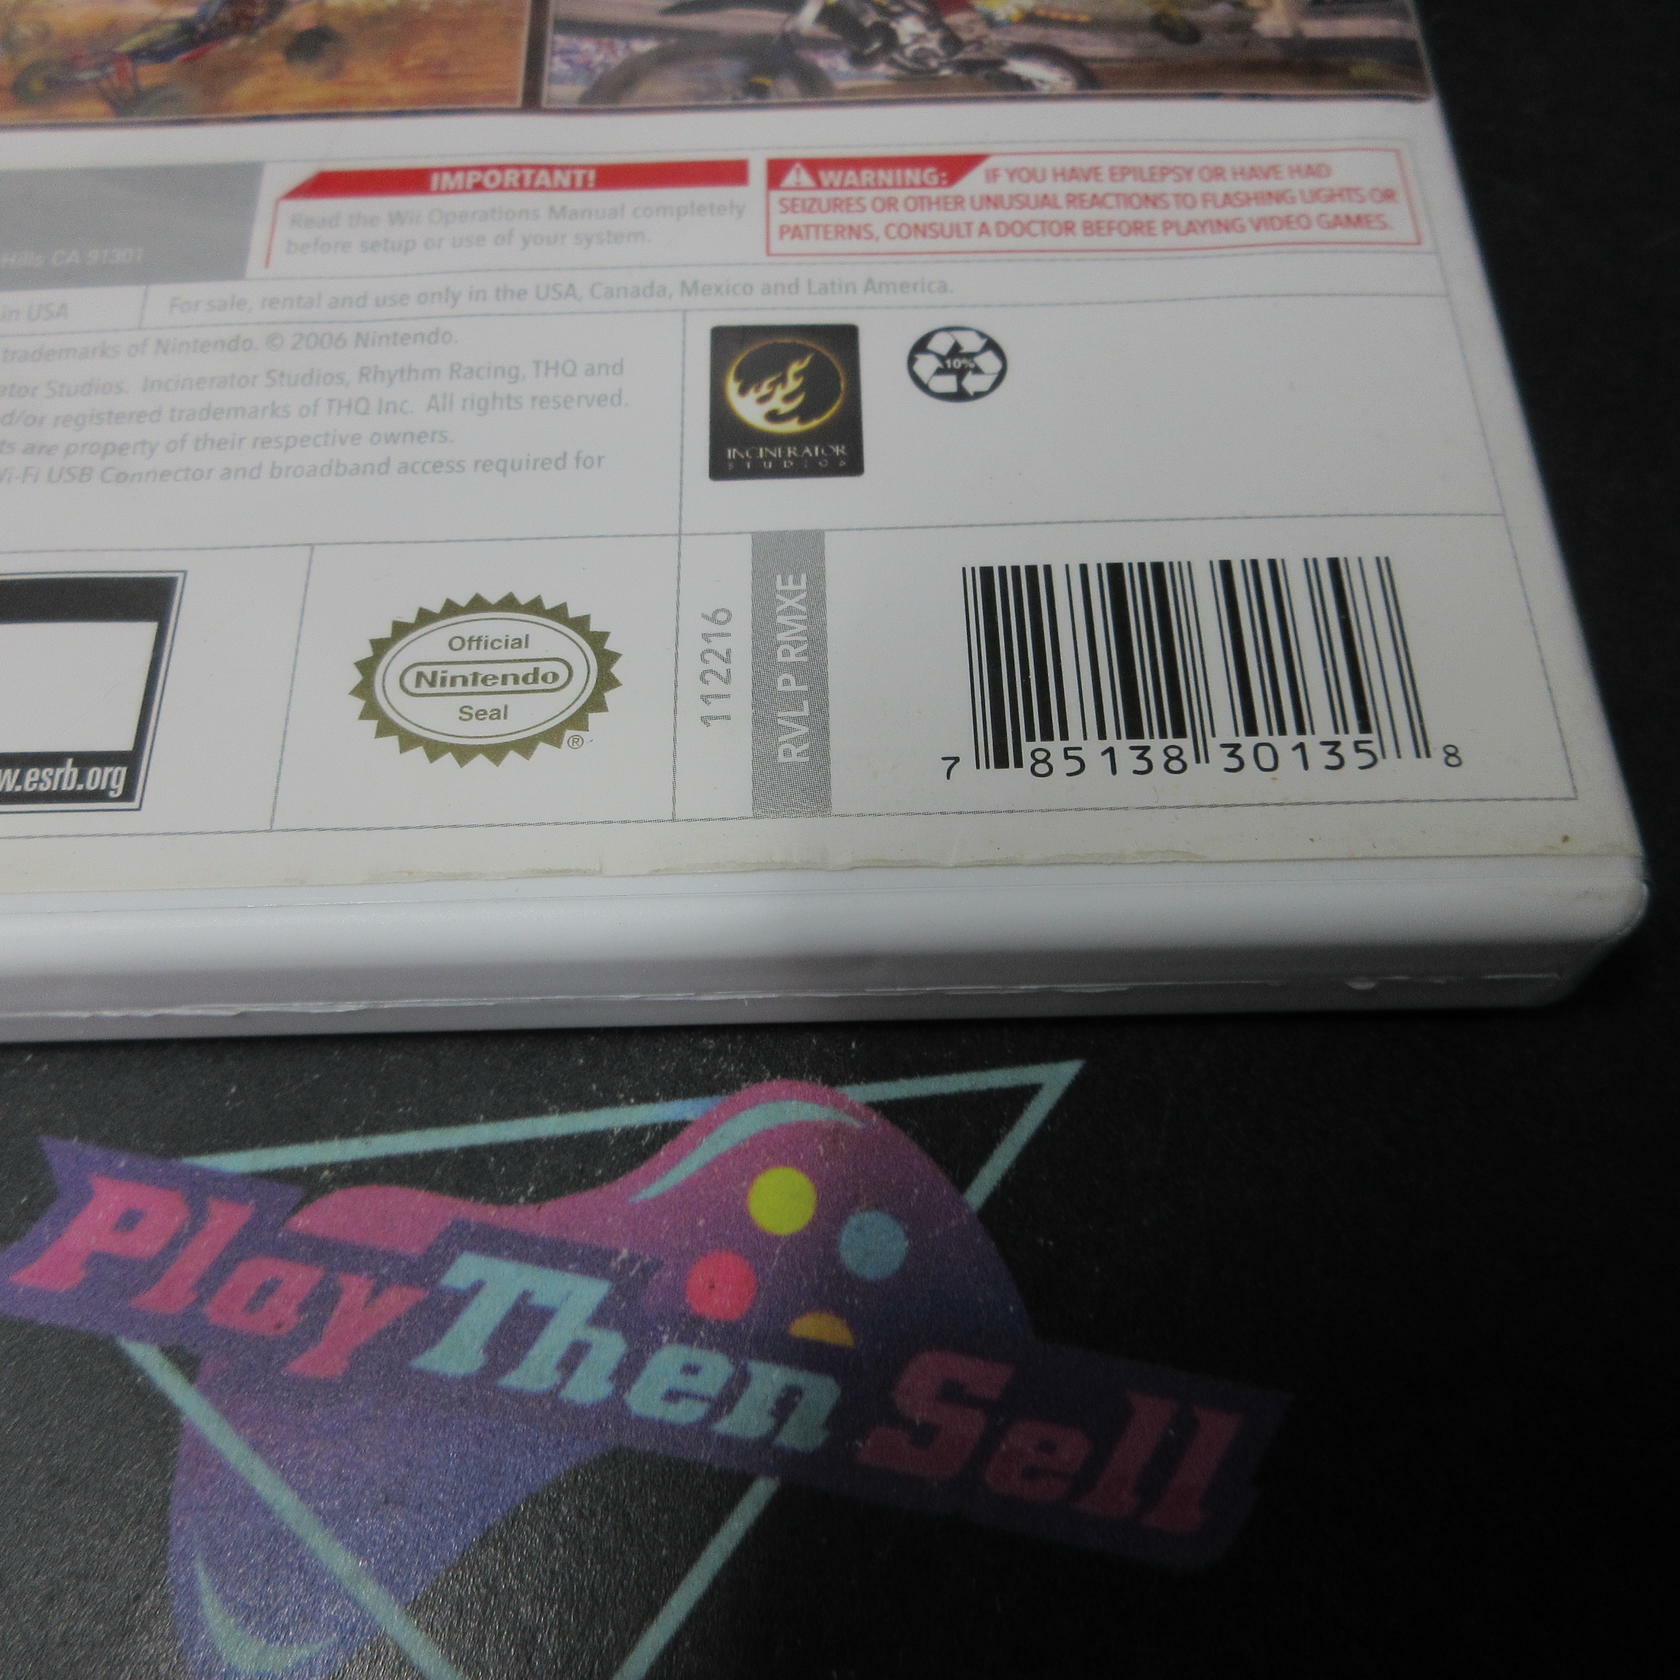 IMPORTANT!
Read the Wii Operations Manual completely
before setup or use of your system.
WARNING: IF YOU HAVE EPILEPSY OR HAVE HAD
SEIZURES OR OTHER UNUSUAL REACTIONS TO FLASHING LIGHTS OR
PATTERNS, CONSULT A DOCTOR BEFORE PLAYING VIDEO GAMES.
Hills CA 91301
in USA
For sale, rental and use only in the USA, Canada, Mexico and Latin America.
trademarks of Nintendo. © 2006 Nintendo.
ator Studios. Incinerator Studios, Rhythm Racing, THQ and
d/or registered trademarks of THQ Inc. All rights reserved.
ts are property of their respective owners.
Wi-Fi USB Connector and broadband access required for
INCINERATOR
STUDIOS
10%
w.esrb.org
Official
Nintendo
Seal
®
112216
RVL P RMXE
7 85138 30135 8
Play Then Sell